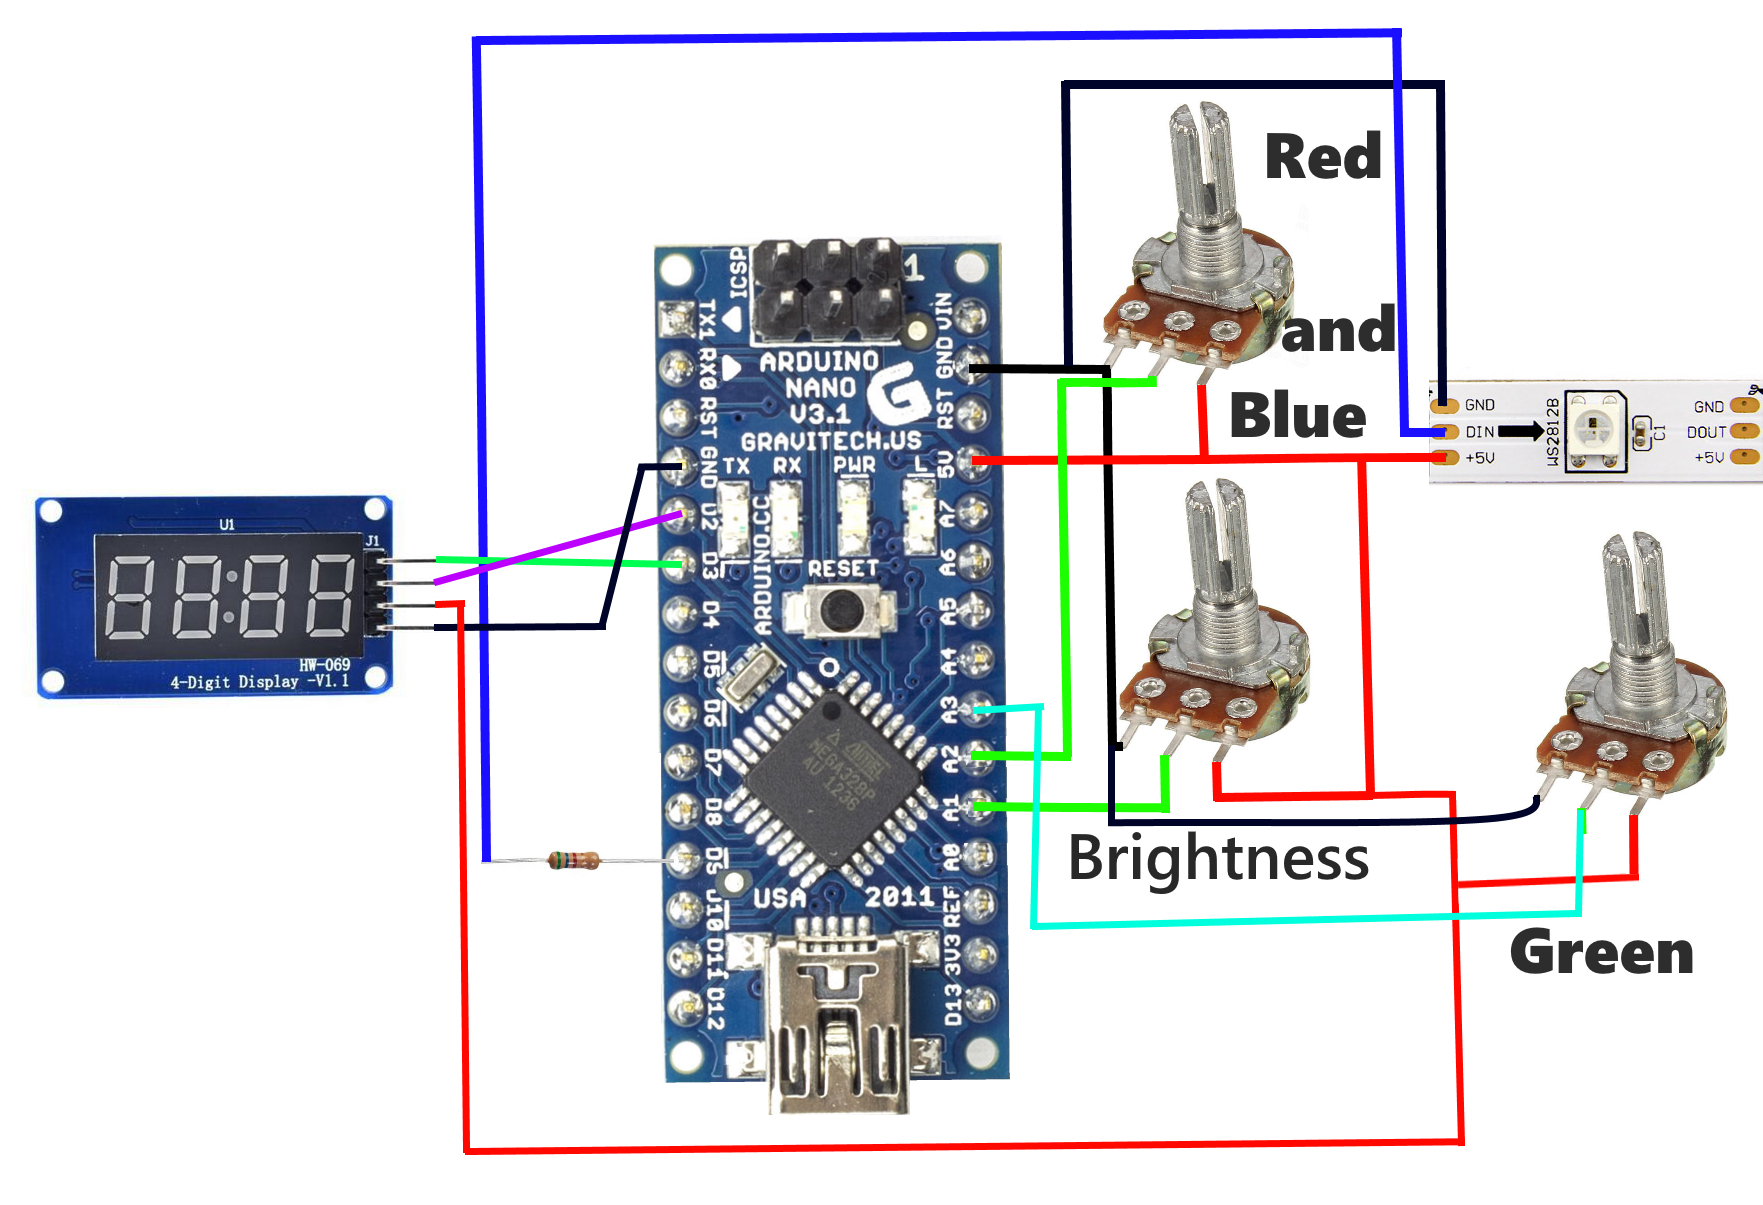 Red
and
Blue
Brightness
Green
U1
J1
HW-069
4-Digit Display -V1.1
ICSP
1
ARDUINO
NANO
V3.1
GRAVITECH.US
TX RX PWR L
ARDUINO.CC
RESET
TX1
RX0
RST
GND
D3
D4
D5
D6
D7
D8
D9
D11
D12
VIN
GND
RST
5V
A7
A6
A5
A4
A3
A2
A1
A0
REF
3V3
D13
MEGA328P
AU 1236
USA 2011
GND
DIN
+5V
WS2812B
C1
GND
DOUT
+5V